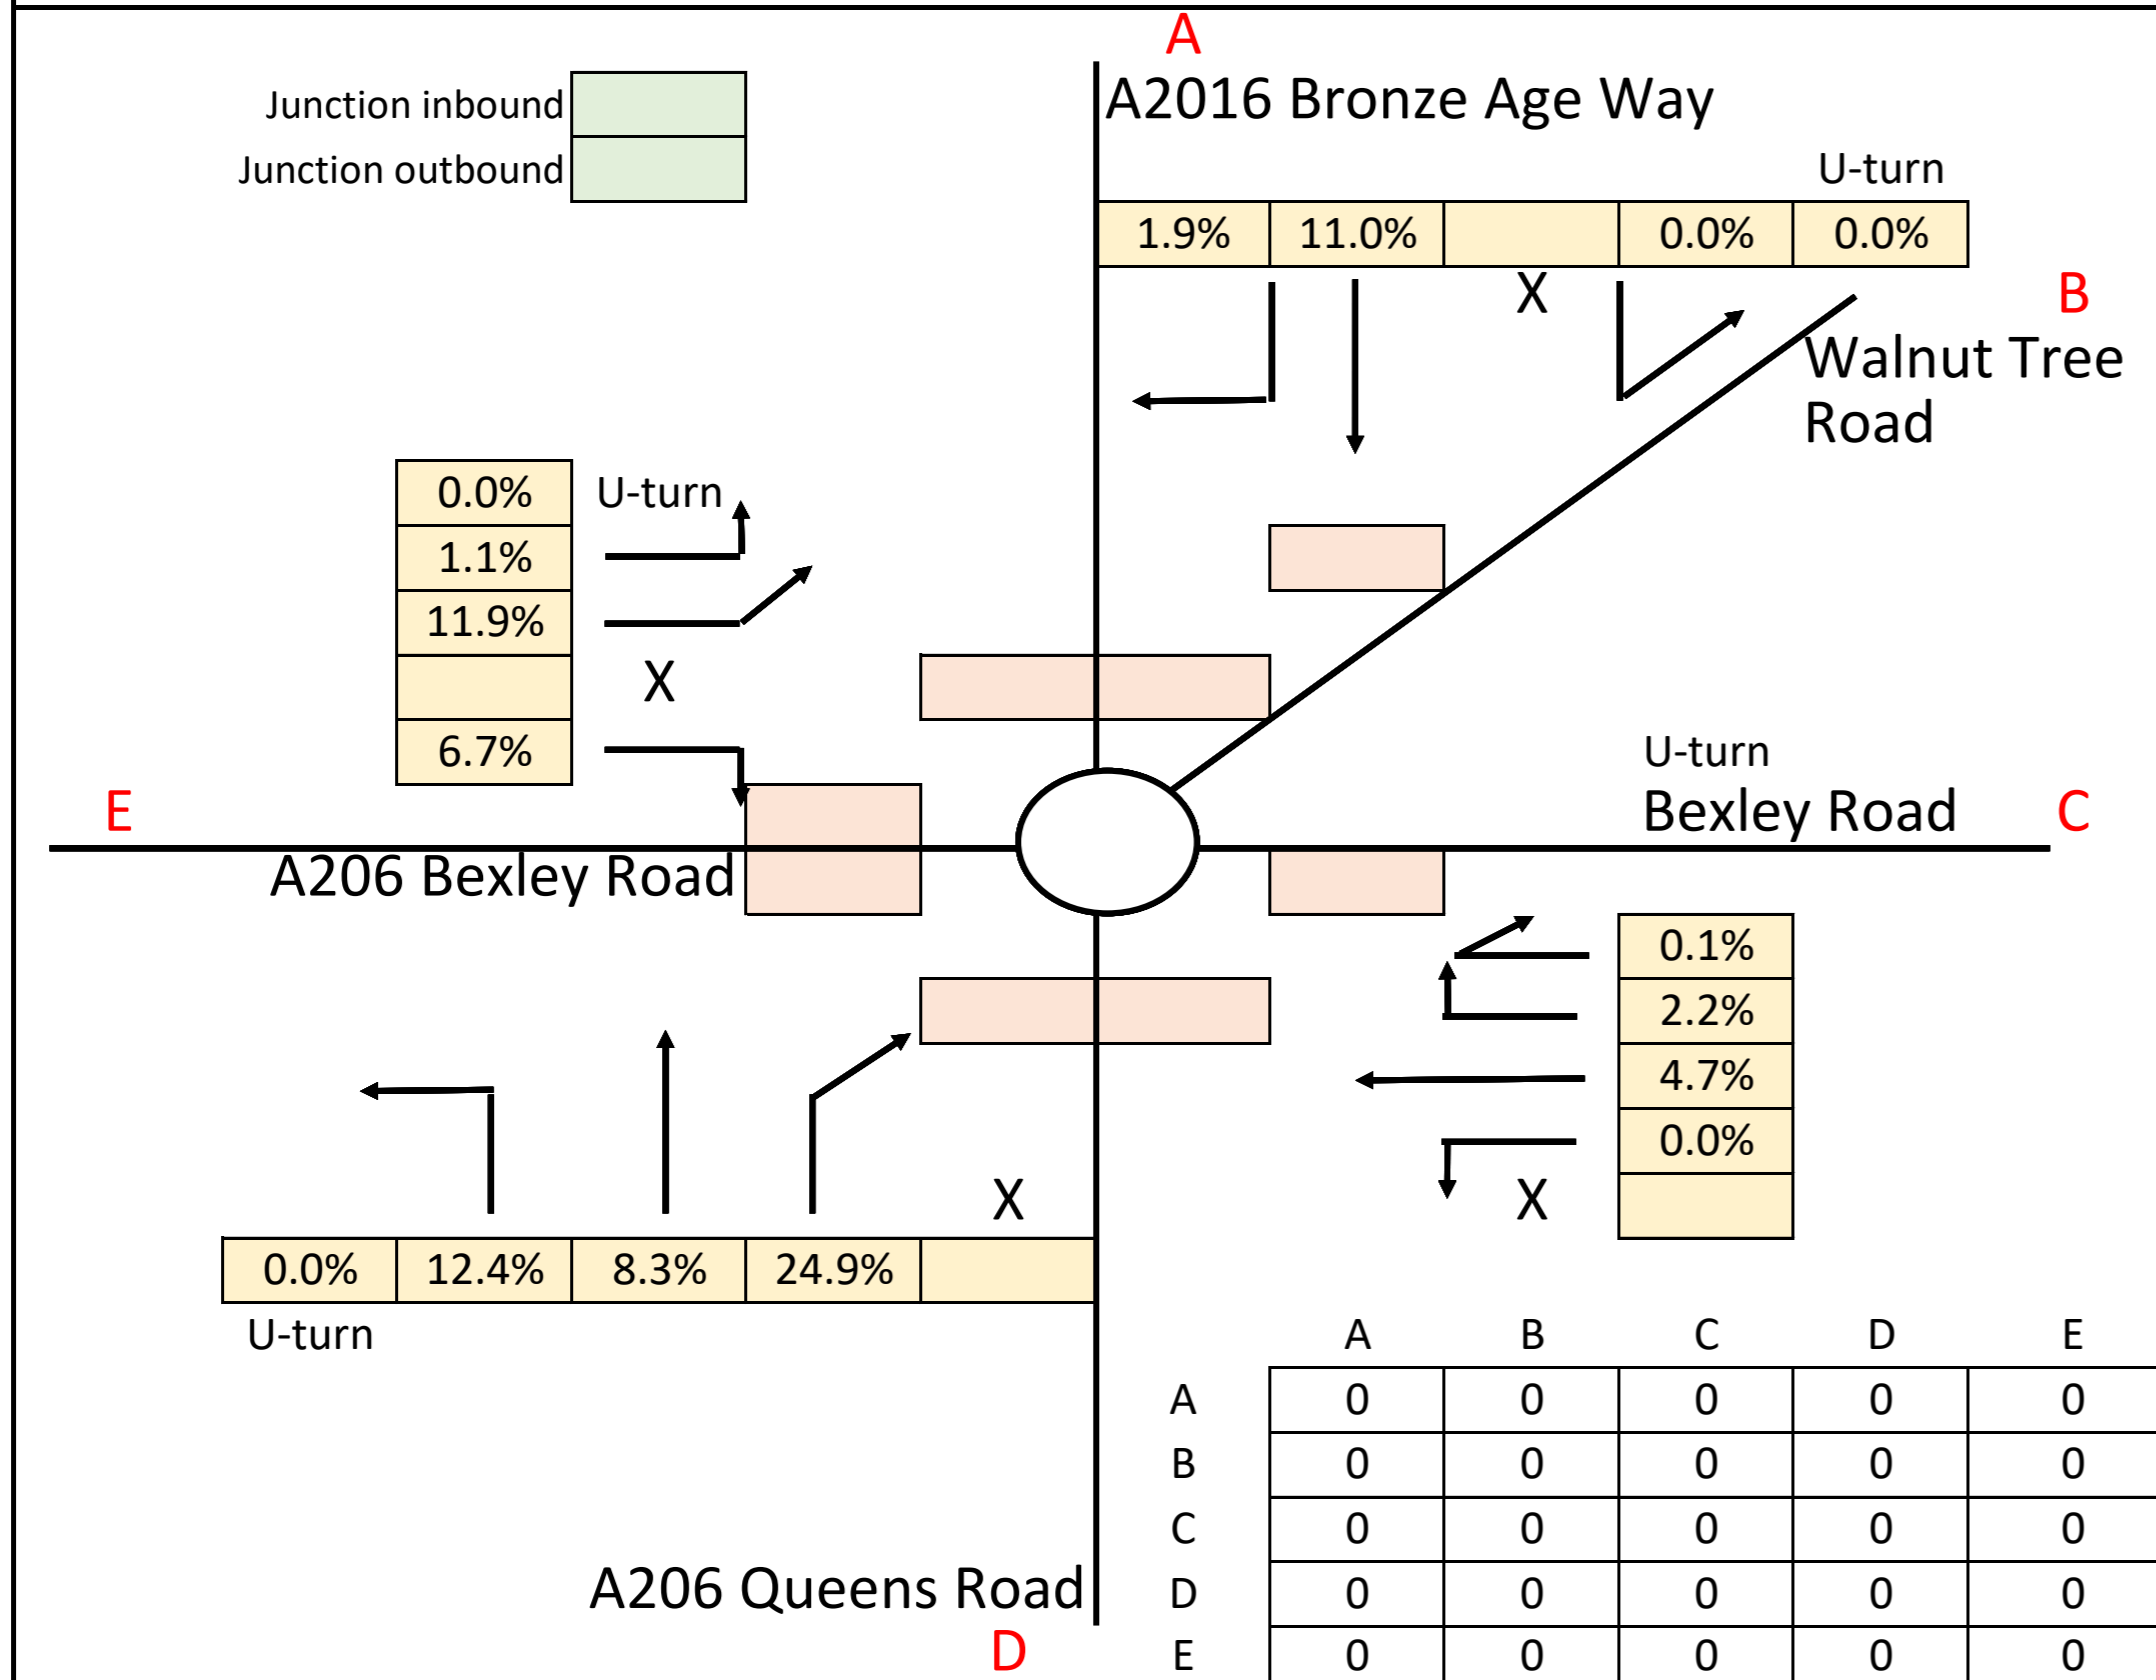 A
A2016 Bronze Age Way
Junction inbound
Junction outbound
U-turn
1.9% 11.0% 0.0% 0.0%
X
B
Walnut Tree
Road
0.0% U-turn
1.1%
11.9%
X
6.7%
U-turn
Bexley Road C
E
A206 Bexley Road
0.1%
2.2%
4.7%
0.0%
X
X
0.0% 12.4% 8.3% 24.9%
U-turn
A B C D E
A 0 0 0 0 0
B 0 0 0 0 0
C 0 0 0 0 0
D 0 0 0 0 0
E 0 0 0 0 0
A206 Queens Road
D